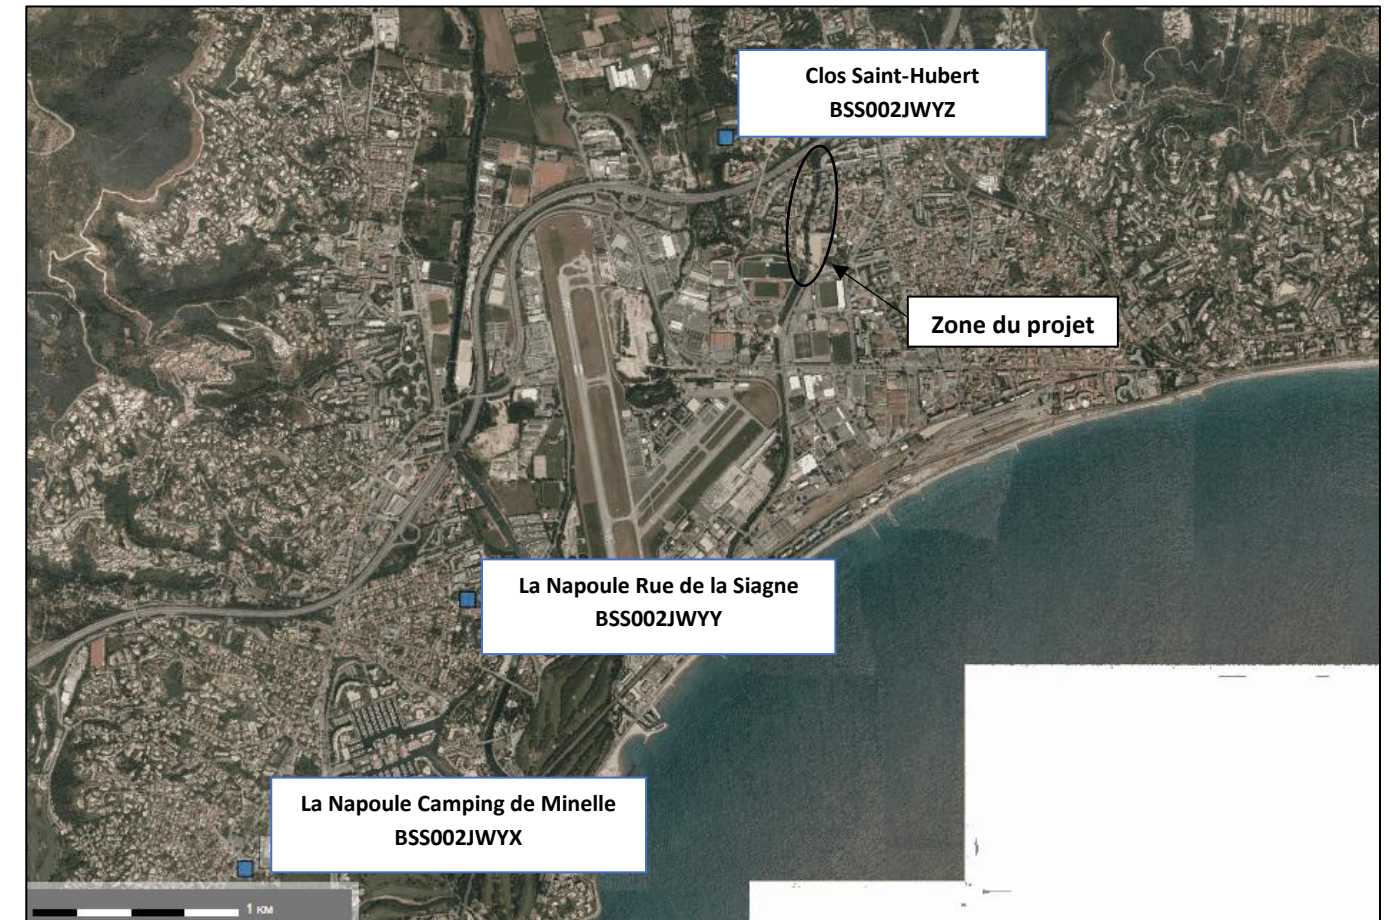 Clos Saint-Hubert
BSS002JWYZ
Zone du projet
La Napoule Rue de la Siagne
BSS002JWYY
La Napoule Camping de Minelle
BSS002JWYX
1 KM